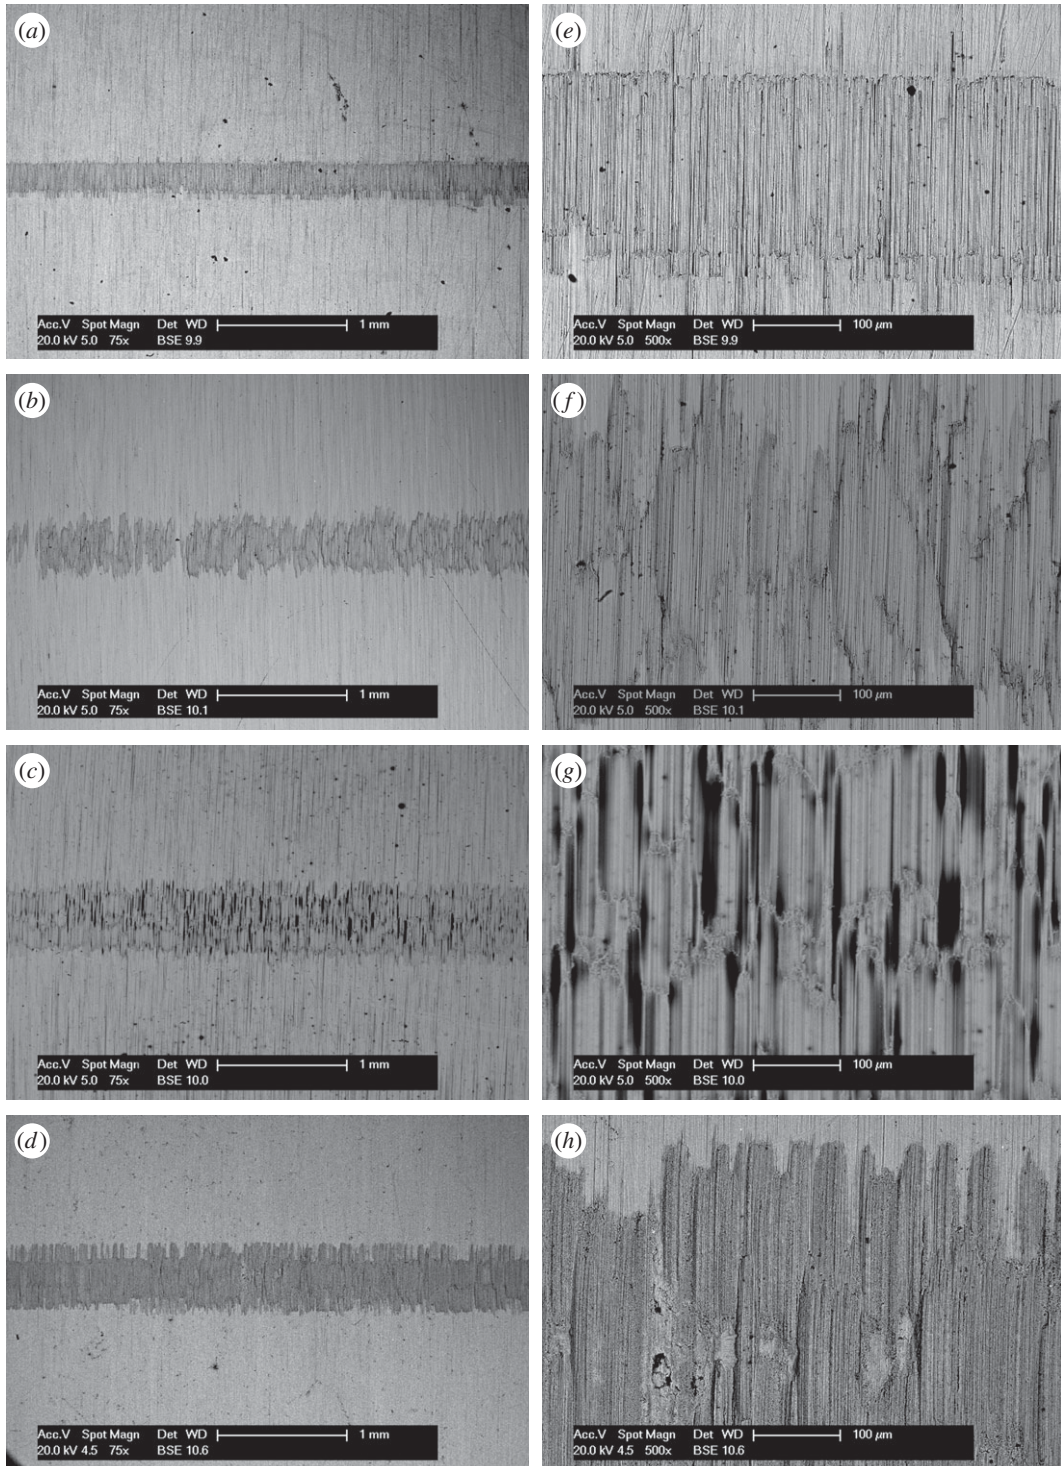 (a)
Acc.V Spot Magn Det WD 1 mm
20.0 kV 5.0 75x BSE 9.9
(e)
Acc.V Spot Magn Det WD 100 µm
20.0 kV 5.0 500x BSE 9.9
(b)
Acc.V Spot Magn Det WD 1 mm
20.0 kV 5.0 75x BSE 10.1
(f)
Acc.V Spot Magn Det WD 100 µm
20.0 kV 5.0 500x BSE 10.1
(c)
Acc.V Spot Magn Det WD 1 mm
20.0 kV 5.0 75x BSE 10.0
(g)
Acc.V Spot Magn Det WD 100 µm
20.0 kV 5.0 500x BSE 10.0
(d)
Acc.V Spot Magn Det WD 1 mm
20.0 kV 4.5 75x BSE 10.6
(h)
Acc.V Spot Magn Det WD 100 µm
20.0 kV 4.5 500x BSE 10.6